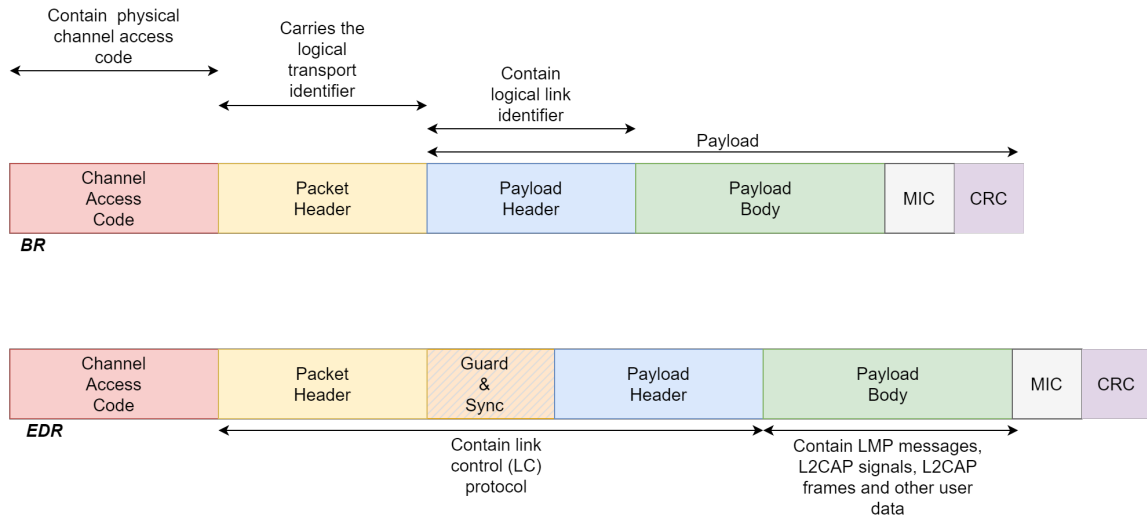 Contain physical
channel access
code
Carries the
logical
transport
identifier
Contain
logical link
identifier
Payload
Channel
Access
Code
Packet
Header
Payload
Header
Payload
Body
MIC
CRC
BR
Channel
Access
Code
Packet
Header
Guard
&
Sync
Payload
Header
Payload
Body
MIC
CRC
EDR
Contain link
control (LC)
protocol
Contain LMP messages,
L2CAP signals, L2CAP
frames and other user
data